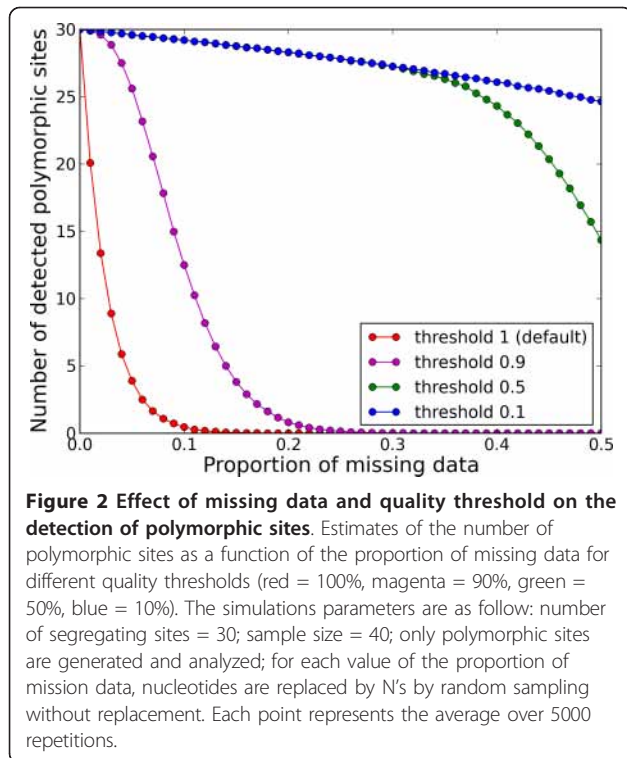 30
25
20
15
10
5
0
Number of detected polymorphic sites
threshold 1 (default)
threshold 0.9
threshold 0.5
threshold 0.1
0.0 0.1 0.2 0.3 0.4 0.5
Proportion of missing data
Figure 2 Effect of missing data and quality threshold on the
detection of polymorphic sites. Estimates of the number of
polymorphic sites as a function of the proportion of missing data for
different quality thresholds (red = 100%, magenta = 90%, green =
50%, blue = 10%). The simulations parameters are as follow: number
of segregating sites = 30; sample size = 40; only polymorphic sites
are generated and analyzed; for each value of the proportion of
mission data, nucleotides are replaced by N's by random sampling
without replacement. Each point represents the average over 5000
repetitions.